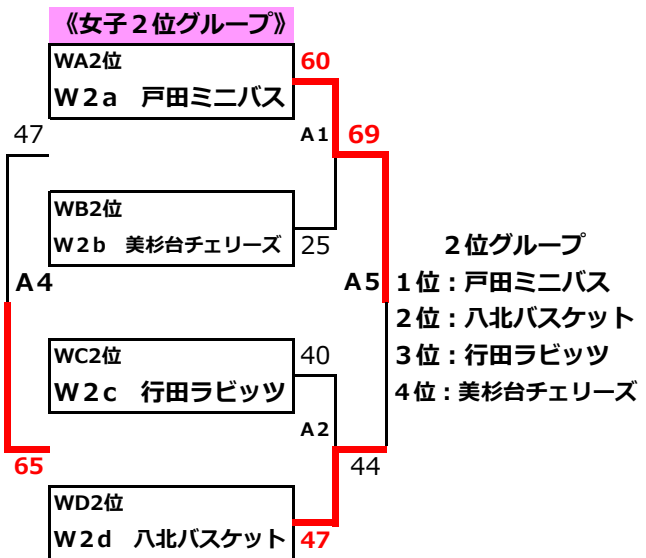 《女子２位グループ》
WA2位
Ｗ２ａ　戸田ミニバス
60
47
Ａ１
69
WB2位
Ｗ２ｂ　美杉台チェリーズ
25
２位グループ
Ａ４
Ａ５
１位：戸田ミニバス
２位：八北バスケット
３位：行田ラビッツ
４位：美杉台チェリーズ
WC2位
40
Ｗ２ｃ　行田ラビッツ
Ａ２
65
44
WD2位
Ｗ２ｄ　八北バスケット
47